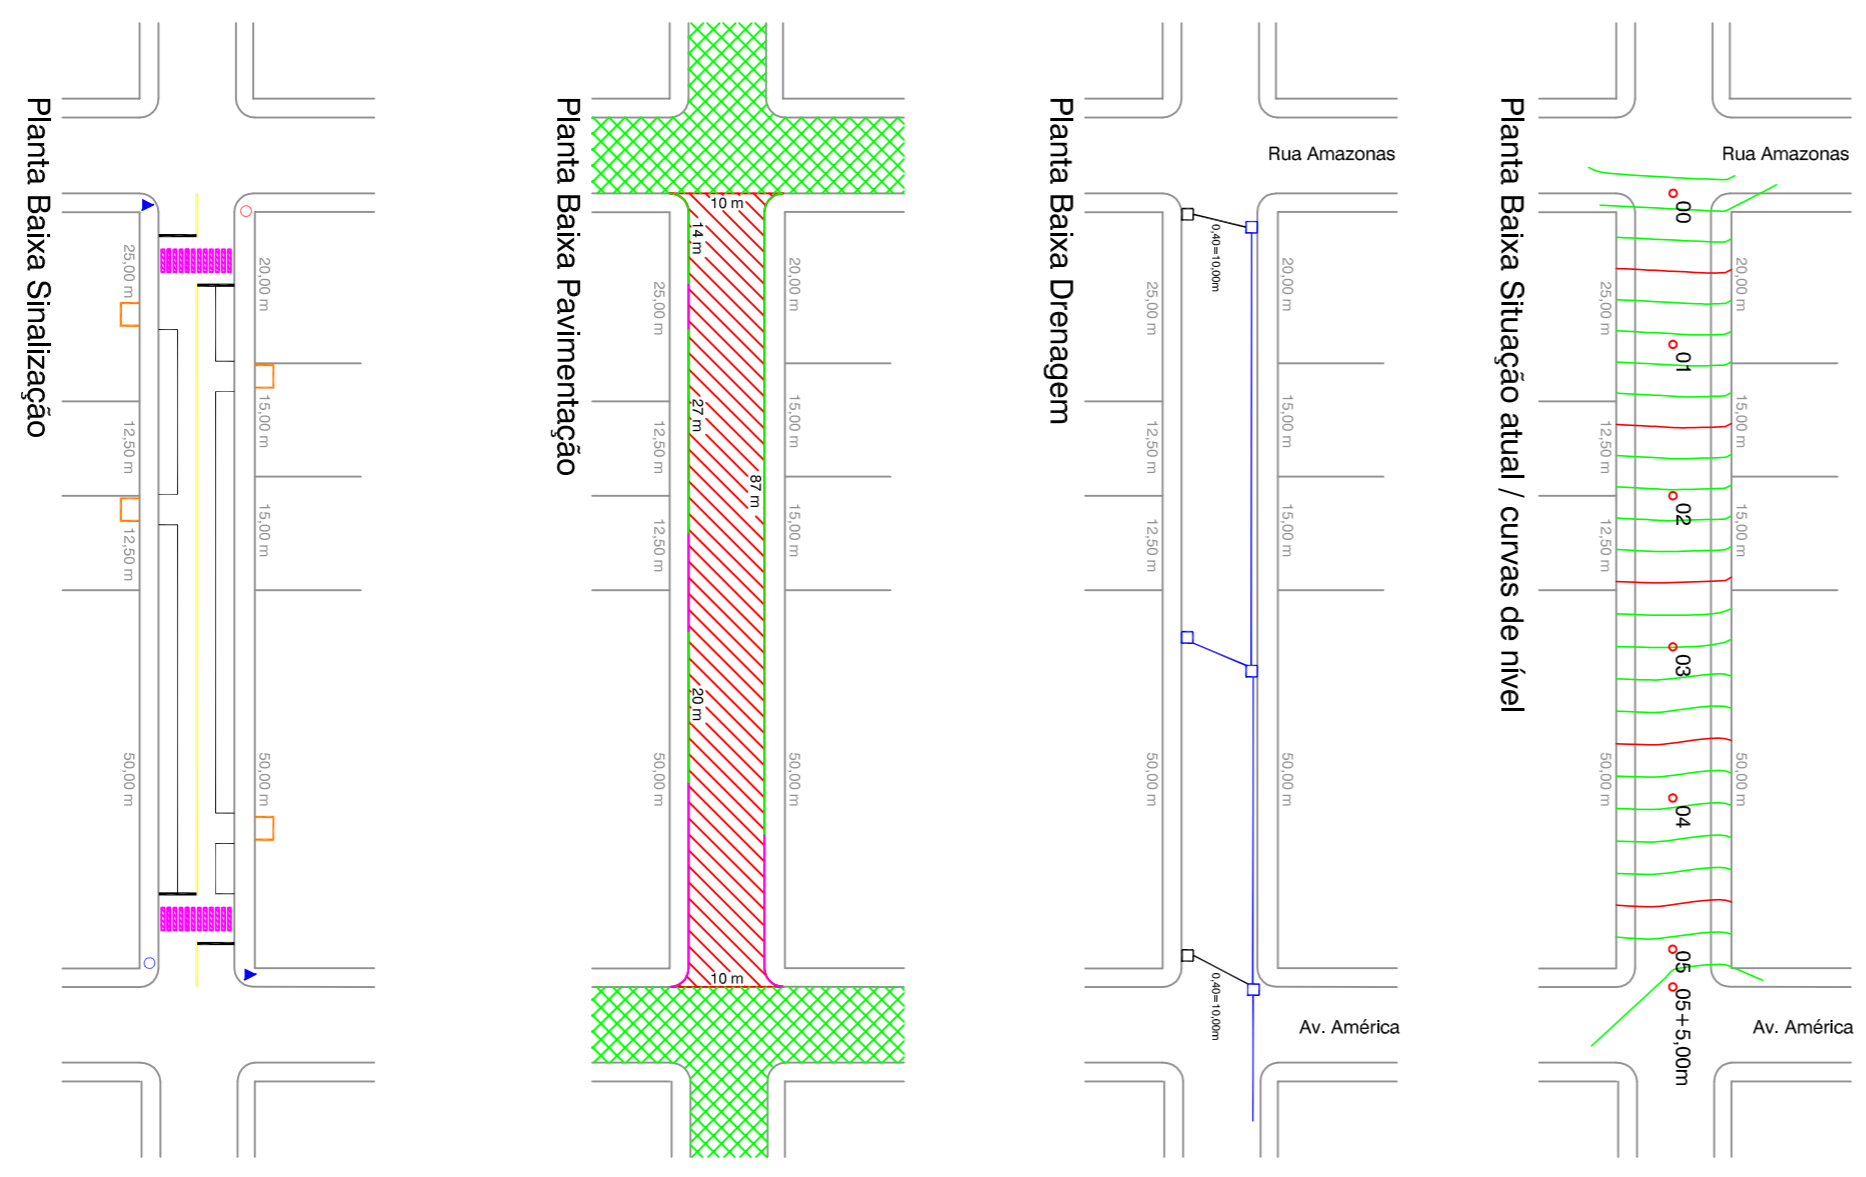 Planta Baixa Sinalização
25,00 m
12,50 m
12,50 m
50,00 m
20,00 m
15,00 m
15,00 m
50,00 m
Planta Baixa Pavimentação
25,00 m
12,50 m
12,50 m
50,00 m
10 m
14 m
27 m
20 m
87 m
10 m
20,00 m
15,00 m
15,00 m
50,00 m
Planta Baixa Drenagem
Rua Amazonas
25,00 m
12,50 m
12,50 m
50,00 m
0,40=10,00m
0,40=10,00m
20,00 m
15,00 m
15,00 m
50,00 m
Av. América
Planta Baixa Situação atual / curvas de nível
Rua Amazonas
25,00 m
12,50 m
12,50 m
50,00 m
00
01
02
03
04
05
05+5,00m
20,00 m
15,00 m
15,00 m
50,00 m
Av. América